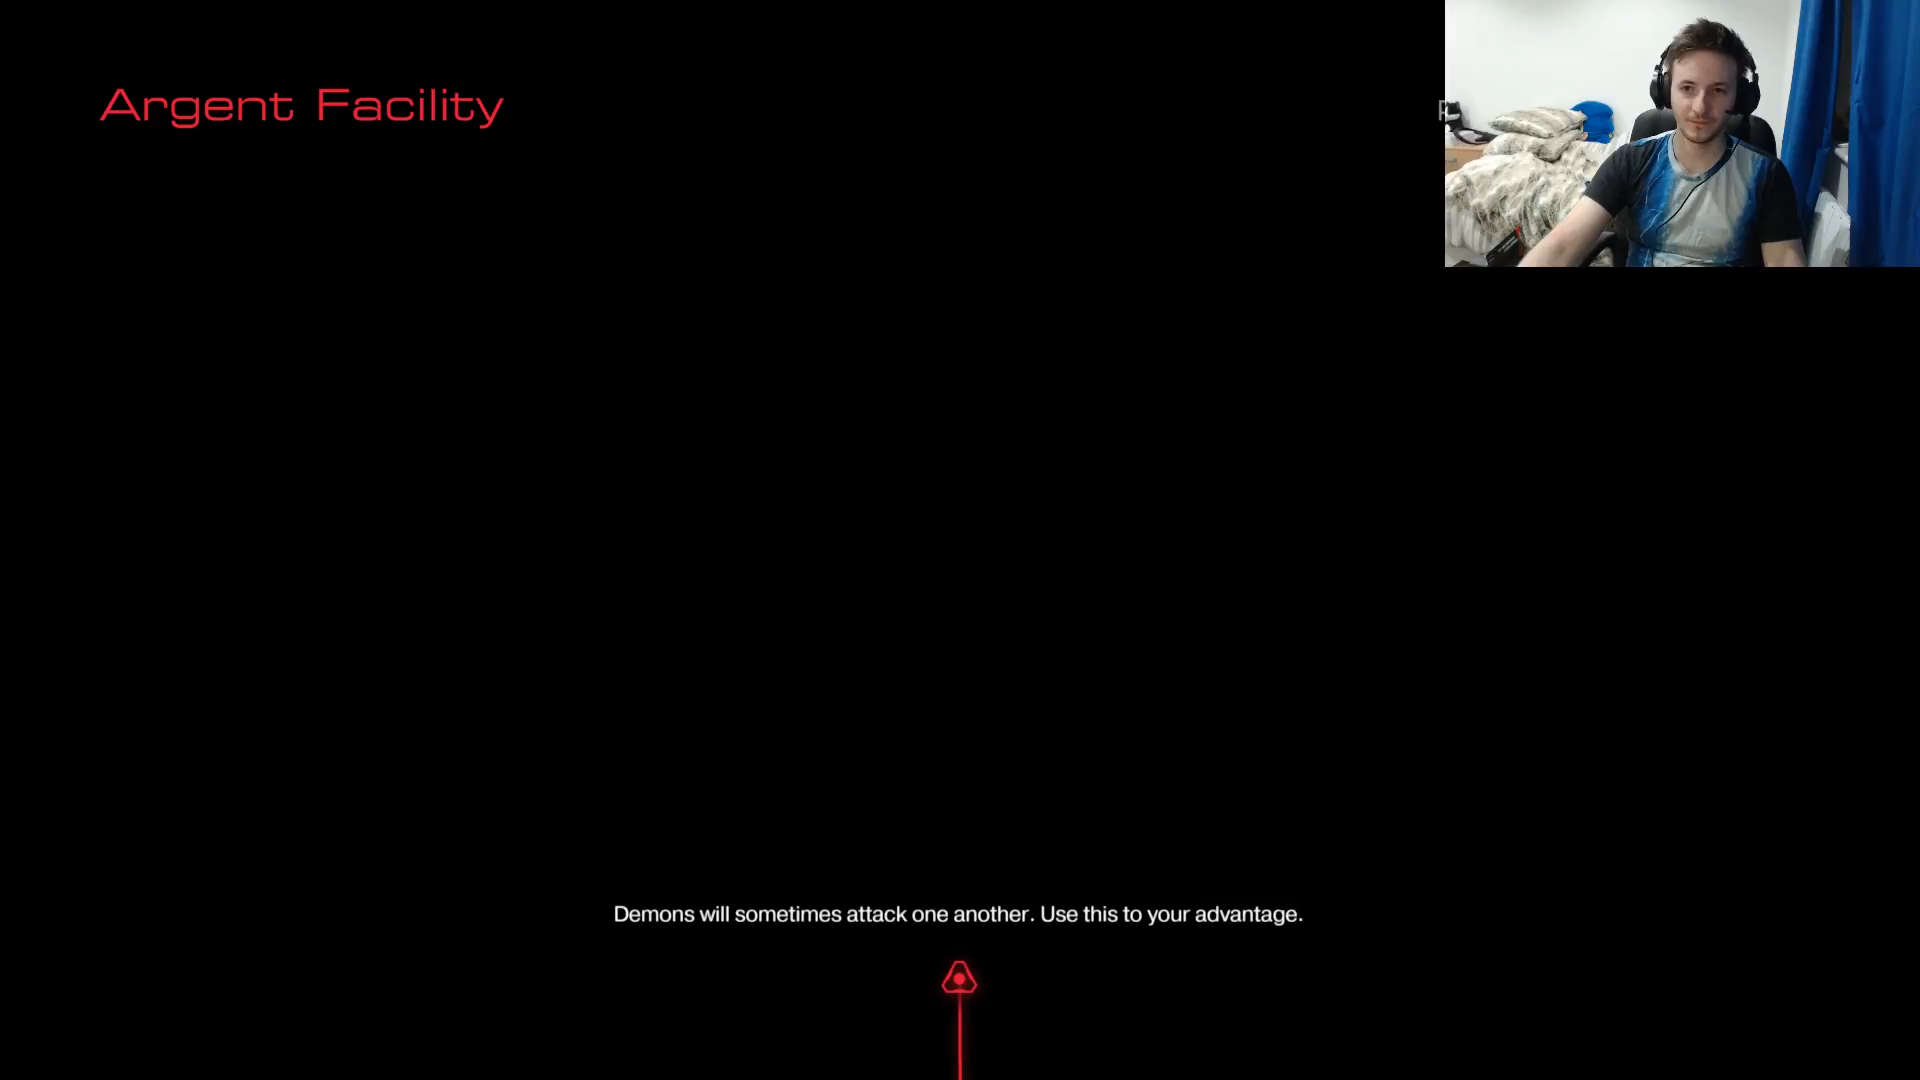 Argent Facility
Demons will sometimes attack one another. Use this to your advantage.